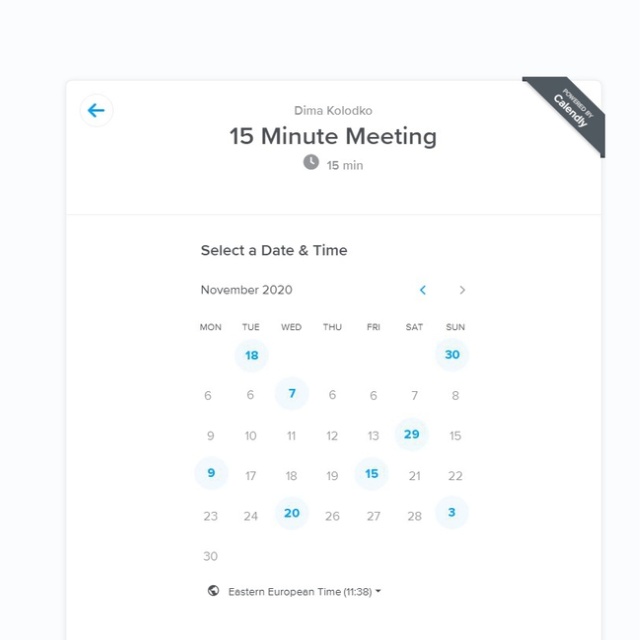 Dima Kolodko
POWERED BY
Calendly
15 Minute Meeting
15 min
Select a Date & Time
November 2020
MON TUE WED THU FRI SAT SUN
18 30
6 6 7 6 6 7 8
9 10 11 12 13 29 15
9 17 18 19 15 21 22
23 24 20 26 27 28 3
30
Eastern European Time (11:38)